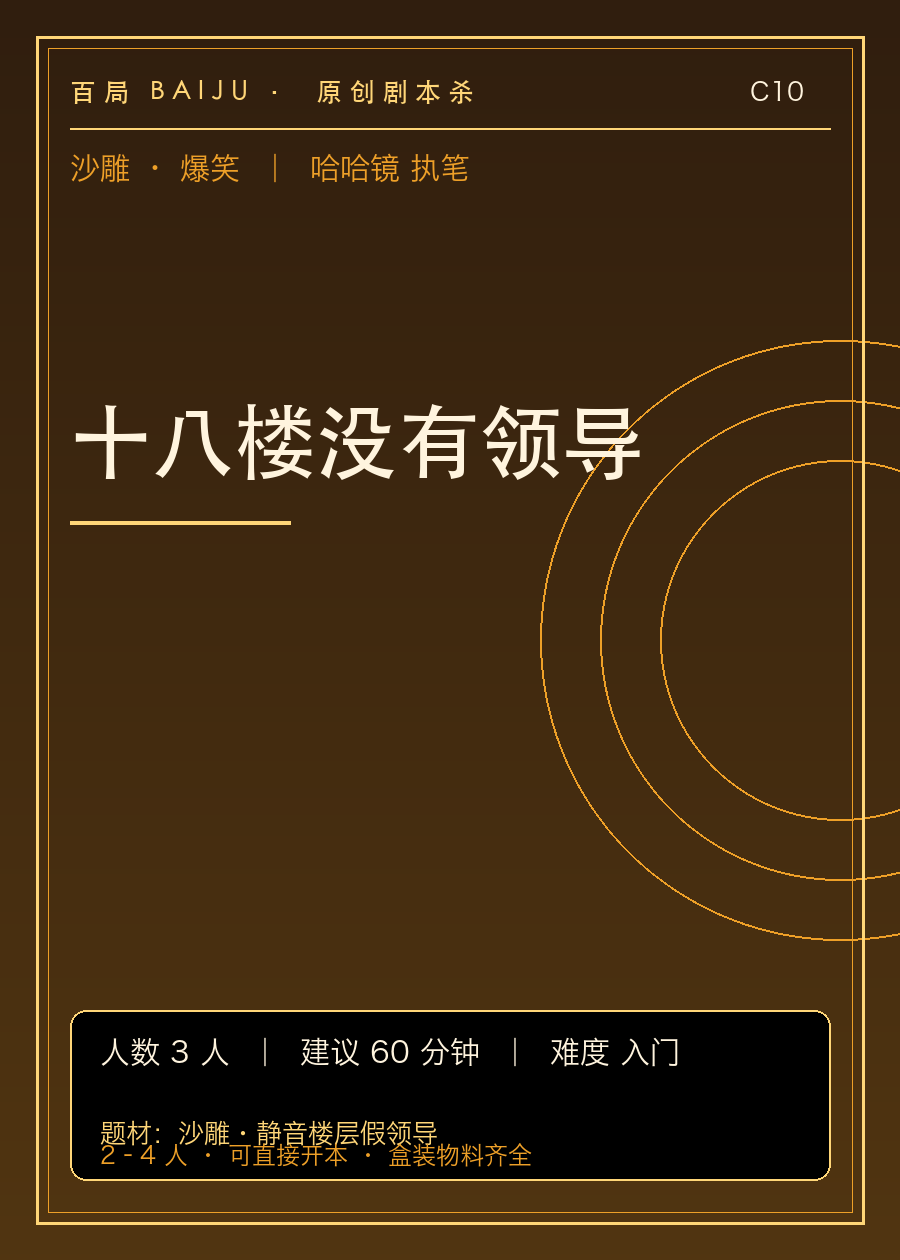 百局 BAIJU · 原创剧本杀 C10
沙雕 · 爆笑 ｜ 哈哈镜 执笔
十八楼没有领导
人数 3 人 ｜ 建议 60 分钟 ｜ 难度 入门
题材：沙雕·静音楼层假领导
2-4 人 · 可直接开本 · 盒装物料齐全